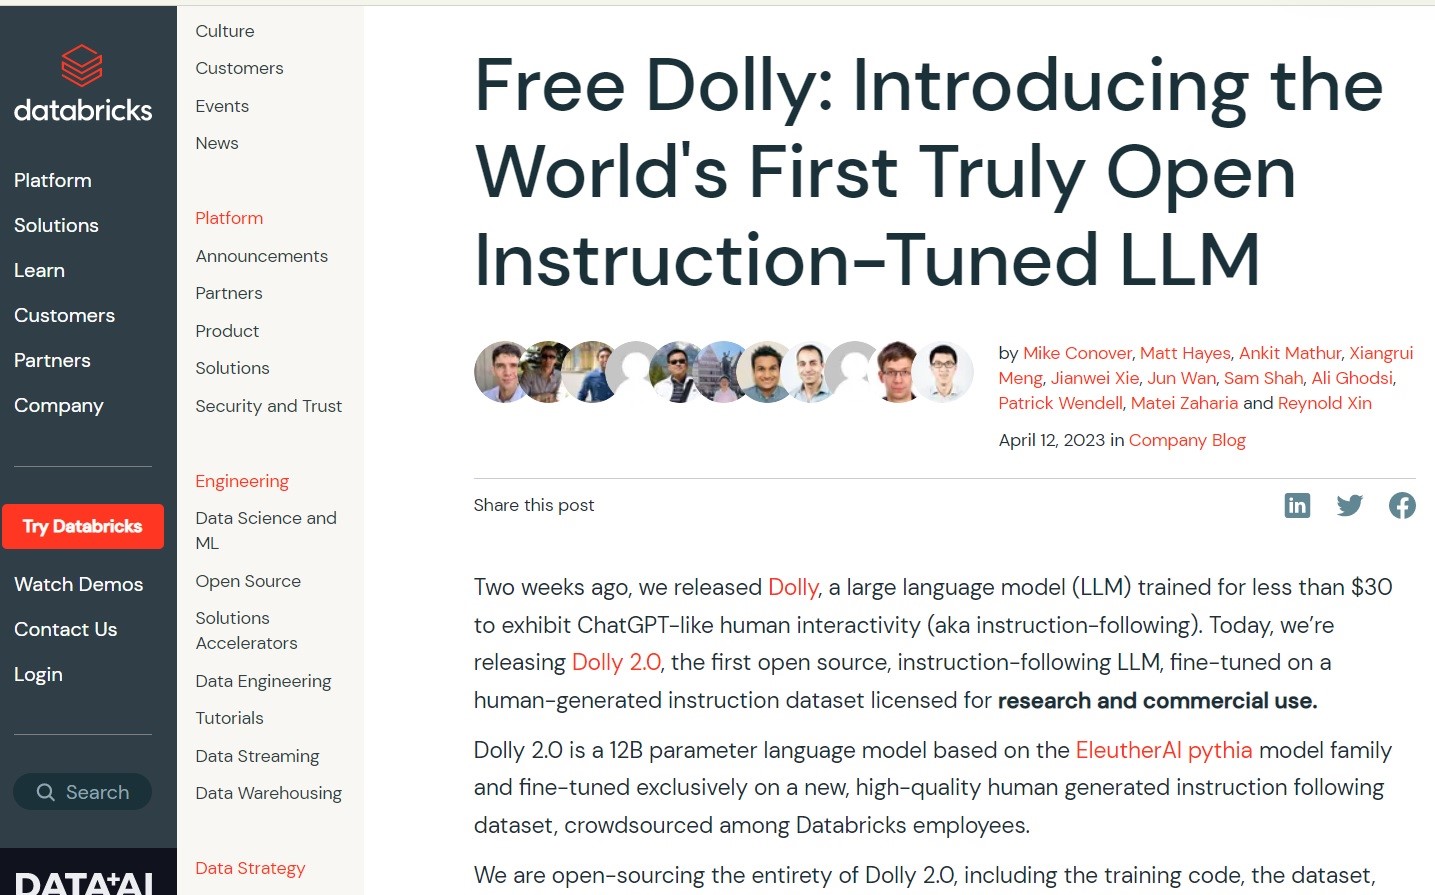 databricks
Platform
Solutions
Learn
Customers
Partners
Company
Try Databricks
Watch Demos
Contact Us
Login
Search
DATA+AI
Culture
Customers
Events
News
Platform
Announcements
Partners
Product
Solutions
Security and Trust
Engineering
Data Science and
ML
Open Source
Solutions
Accelerators
Data Engineering
Tutorials
Data Streaming
Data Warehousing
Data Strategy
Free Dolly: Introducing the
World's First Truly Open
Instruction-Tuned LLM
by Mike Conover, Matt Hayes, Ankit Mathur, Xiangrui
Meng, Jianwei Xie, Jun Wan, Sam Shah, Ali Ghodsi,
Patrick Wendell, Matei Zaharia and Reynold Xin
April 12, 2023 in Company Blog
Share this post
Two weeks ago, we released Dolly, a large language model (LLM) trained for less than $30
to exhibit ChatGPT-like human interactivity (aka instruction-following). Today, we’re
releasing Dolly 2.0, the first open source, instruction-following LLM, fine-tuned on a
human-generated instruction dataset licensed for research and commercial use.
Dolly 2.0 is a 12B parameter language model based on the EleutherAI pythia model family
and fine-tuned exclusively on a new, high-quality human generated instruction following
dataset, crowdsourced among Databricks employees.
We are open-sourcing the entirety of Dolly 2.0, including the training code, the dataset,